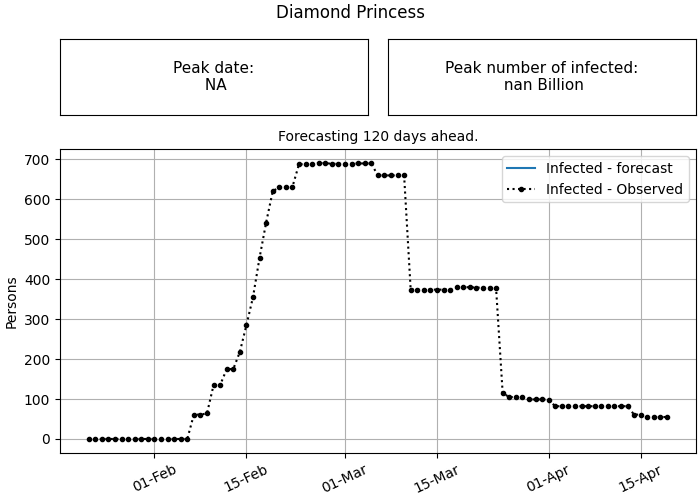 Diamond Princess
Peak date:
NA
Peak number of infected:
nan Billion
Forecasting 120 days ahead.
Infected - forecast
Infected - Observed
Persons
700
600
500
400
300
200
100
0
01-Feb
15-Feb
01-Mar
15-Mar
01-Apr
15-Apr